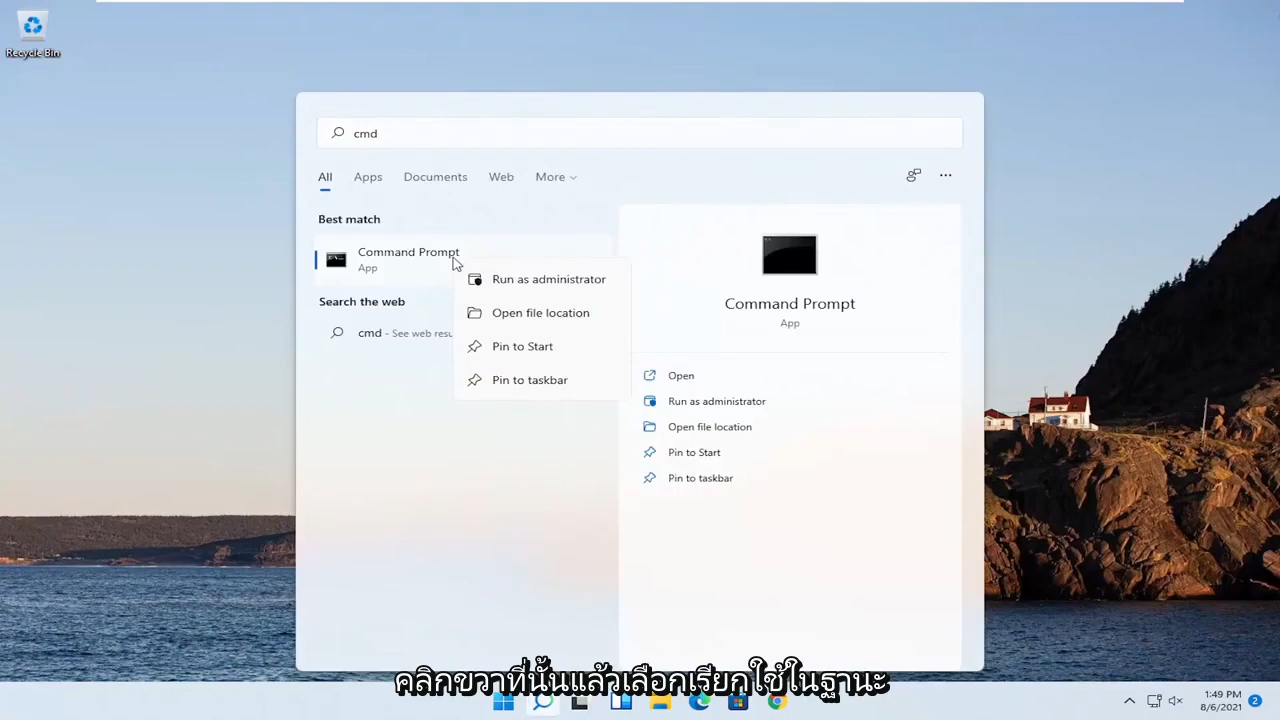 Recycle Bin
cmd
All Apps Documents Web More
Best match
Command Prompt
App
Search the web
cmd - See web resu
Run as administrator
Open file location
Pin to Start
Pin to taskbar
Command Prompt
App
Open
Run as administrator
Open file location
Pin to Start
Pin to taskbar
คลิกขวาที่นั่นแล้วเลือกเรียกใช้ในฐานะ
1:49 PM
8/6/2021
2